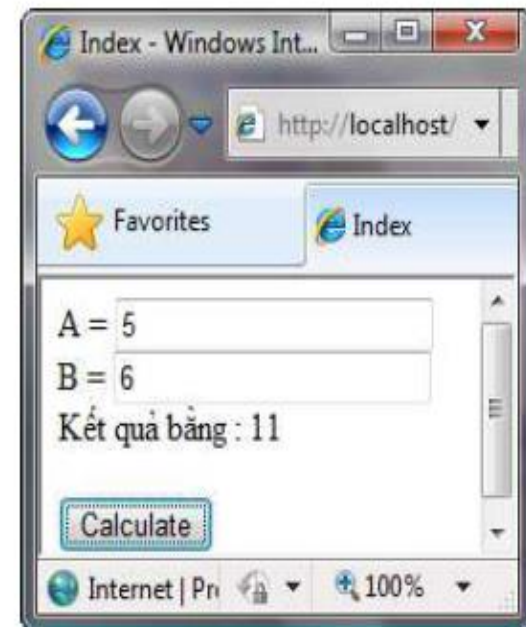 Index - Windows Int...
http://localhost/
Favorites
Index
A = 5
B = 6
Kết quả bằng : 11
Calculate
Internet | Pr
100%